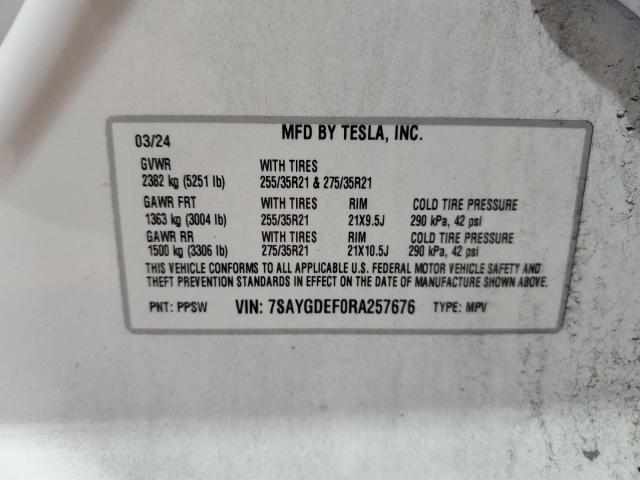 MFD BY TESLA, INC.
03/24
GVWR WITH TIRES
2382 kg (5251 lb) 255/35R21 & 275/35R21
GAWR FRT WITH TIRES RIM COLD TIRE PRESSURE
1363 kg (3004 lb) 255/35R21 21X9.5J 290 kPa, 42 psi
GAWR RR WITH TIRES RIM COLD TIRE PRESSURE
1500 kg (3306 lb) 275/35R21 21X10.5J 290 kPa, 42 psi
THIS VEHICLE CONFORMS TO ALL APPLICABLE U.S. FEDERAL MOTOR VEHICLE SAFETY AND
THEFT PREVENTION STANDARDS IN EFFECT ON THE DATE OF MANUFACTURE SHOWN ABOVE.
PNT: PPSW VIN: 7SAYGDEF0RA257676 TYPE: MPV